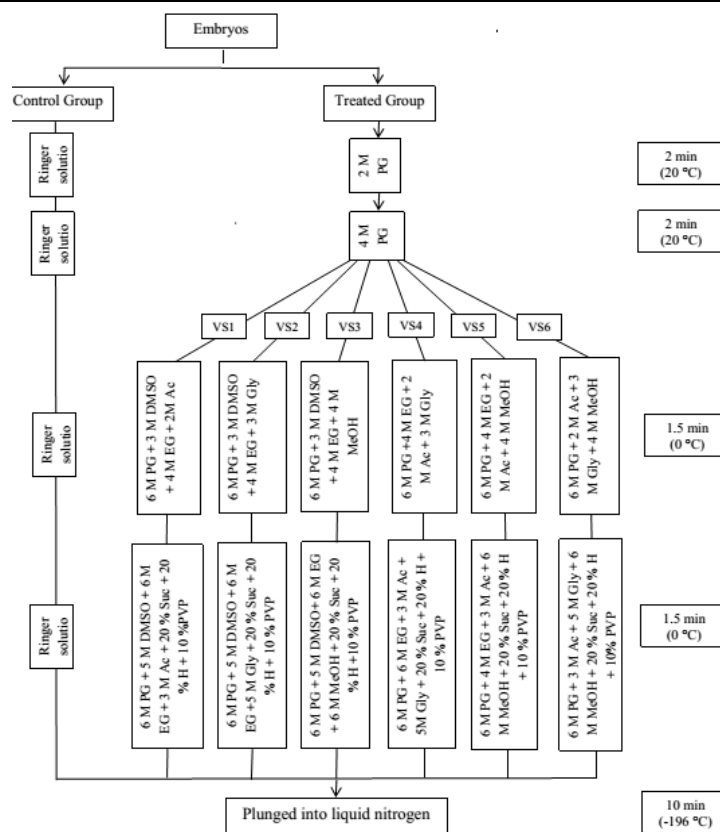 Embryos
Control Group
Treated Group
Ringer
solutio
2 M
PG
2 min
(20 °C)
Ringer
solutio
4 M
PG
2 min
(20 °C)
VS1
VS2
VS3
VS4
VS5
VS6
Ringer
solutio
6 M PG + 3 M DMSO
+ 4 M EG + 2M Ac
6 M PG + 3 M DMSO
+ 4 M EG + 3 M Gly
6 M PG + 3 M DMSO
+ 4 M EG + 4 M
MeOH
6 M PG +4 M EG + 2
M Ac + 3 M Gly
6 M PG + 4 M EG + 2
M Ac + 4 M MeOH
6 M PG + 2 M Ac + 3
M Gly + 4 M MeOH
1.5 min
(0 °C)
Ringer
solutio
6 M PG + 5 M DMSO + 6 M
EG + 3 M Ac + 20 % Suc + 20
% H + 10 %PVP
6 M PG + 5 M DMSO + 6 M
EG +5 M Gly + 20 % Suc + 20
% H + 10 % PVP
6 M PG + 5 M DMSO+ 6 M EG
+ 6 M MeOH + 20 % Suc + 20
% H +10 % PVP
6 M PG + 6 M EG + 3 M Ac +
5M Gly + 20 % Suc + 20 % H +
10 % PVP
6 M PG + 4 M EG + 3 M Ac + 6
M MeOH + 20 % Suc + 20 % H
+ 10 % PVP
6 M PG + 3 M Ac + 5 M Gly + 6
M MeOH + 20 % Suc + 20 % H
+ 10% PVP
1.5 min
(0 °C)
Plunged into liquid nitrogen
10 min
(-196 °C)